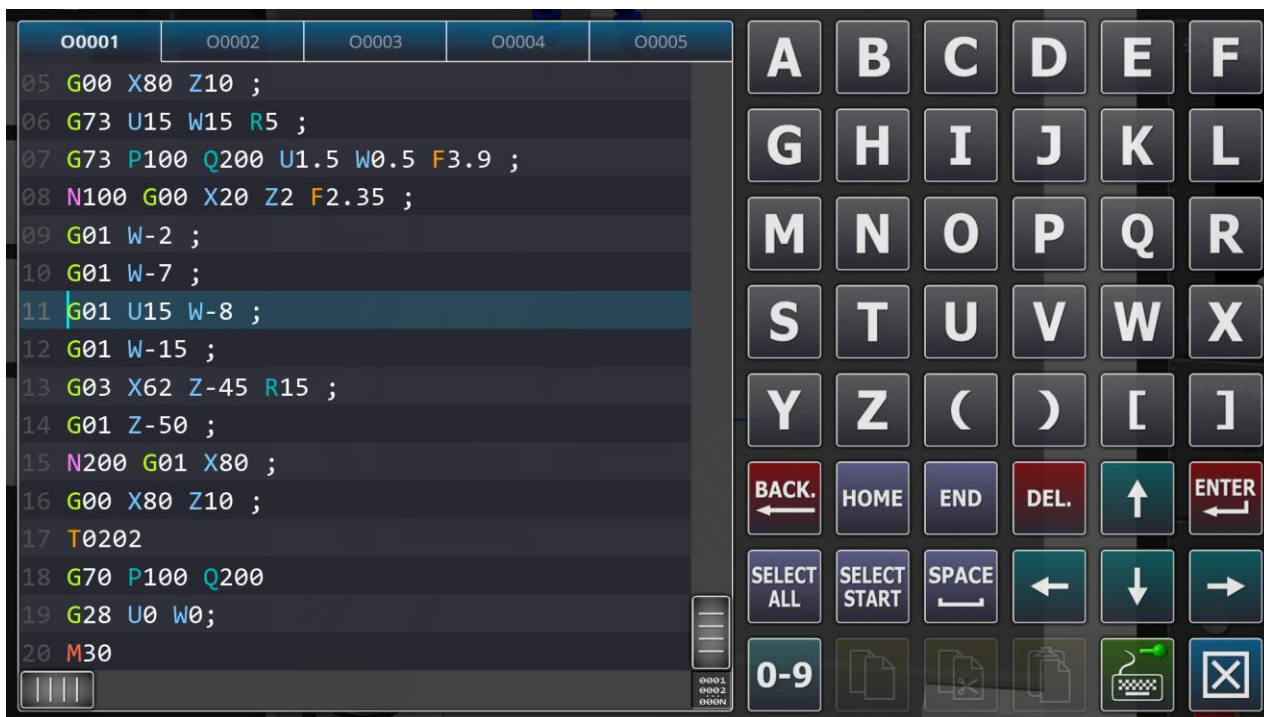 O0001 O0002 O0003 O0004 O0005
05 G00 X80 Z10 ;
06 G73 U15 W15 R5 ;
07 G73 P100 Q200 U1.5 W0.5 F3.9 ;
08 N100 G00 X20 Z2 F2.35 ;
09 G01 W-2 ;
10 G01 W-7 ;
11 G01 U15 W-8 ;
12 G01 W-15 ;
13 G03 X62 Z-45 R15 ;
14 G01 Z-50 ;
15 N200 G01 X80 ;
16 G00 X80 Z10 ;
17 T0202
18 G70 P100 Q200
19 G28 U0 W0;
20 M30
0001
0002
...
000N
A B C D E F
G H I J K L
M N O P Q R
S T U V W X
Y Z ( ) [ ]
BACK. HOME END DEL. ENTER
SELECT ALL SELECT START SPACE
0-9